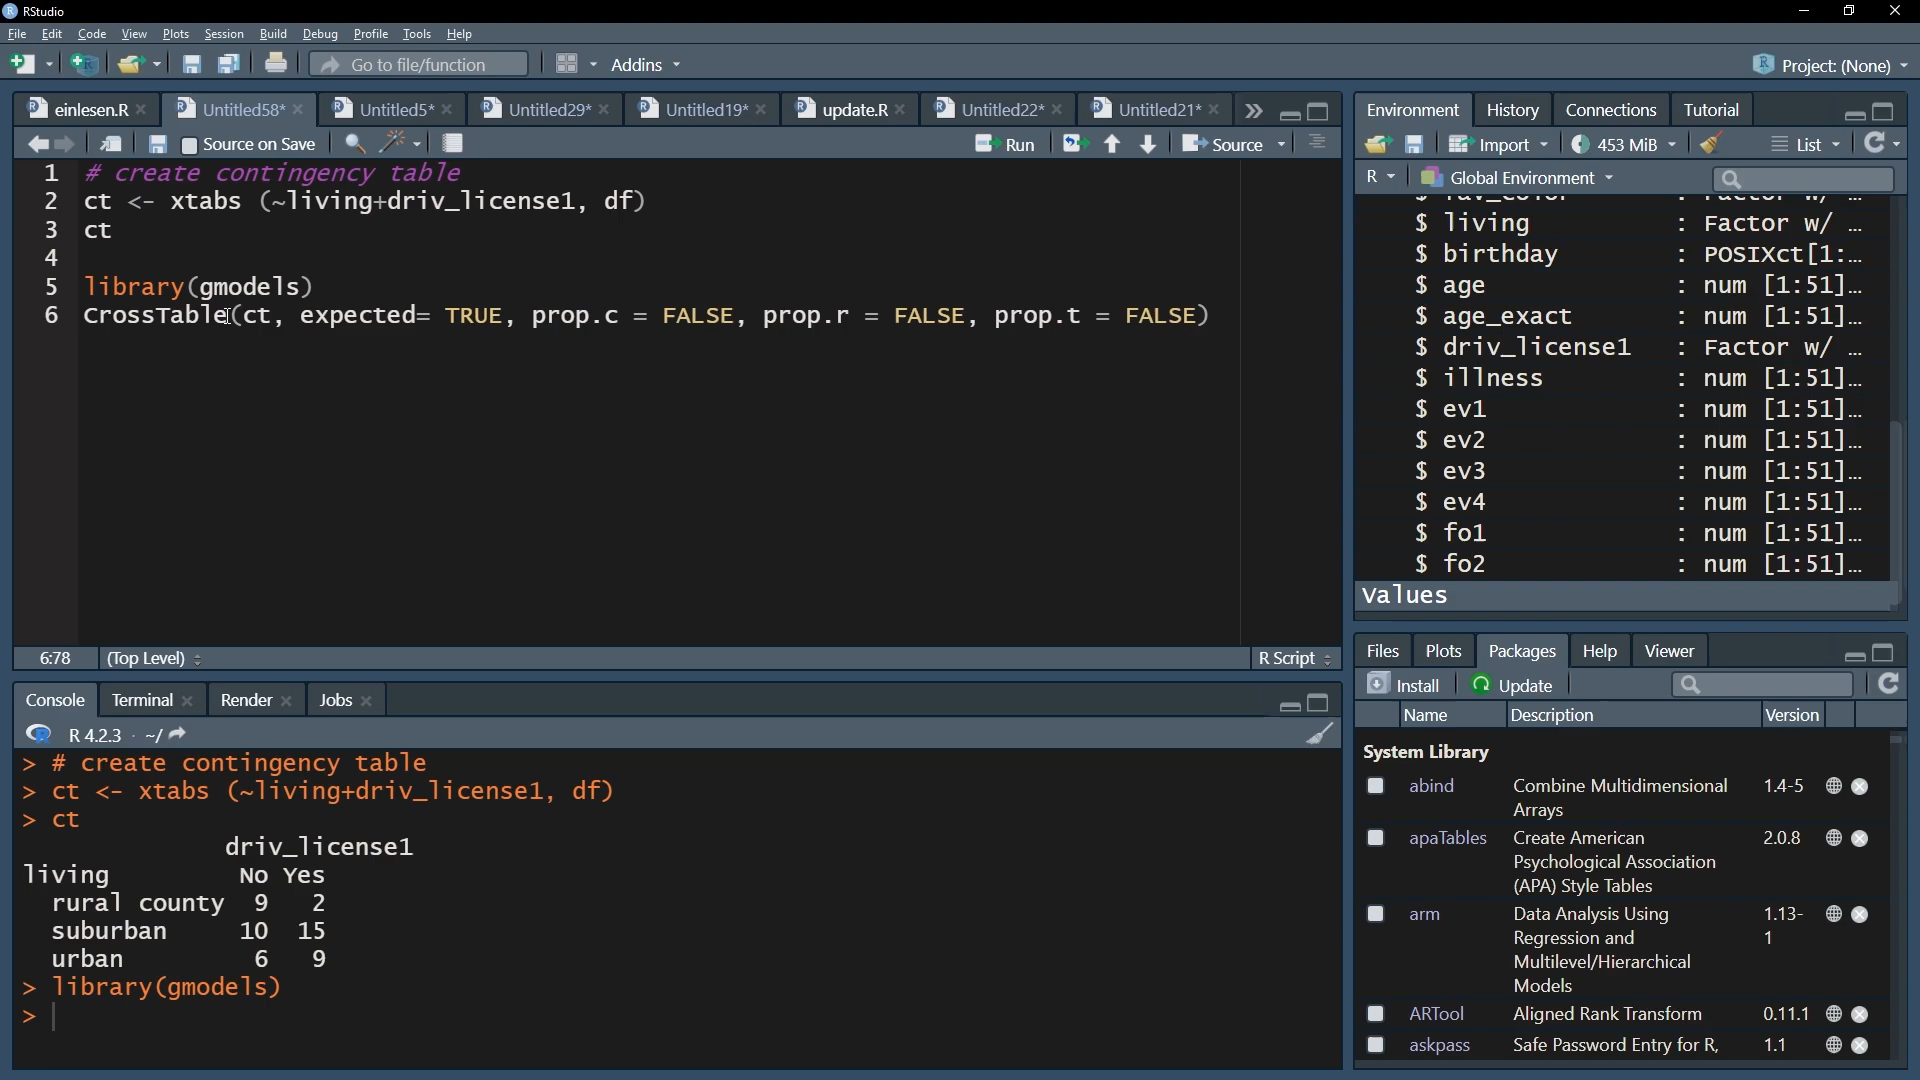 RStudio
File Edit Code View Plots Session Build Debug Profile Tools Help
Go to file/function Addins Project: (None)
einlesen.R Untitled58* Untitled5* Untitled29* Untitled19* update.R Untitled22* Untitled21*
Source on Save Run Source
1 # create contingency table
2 ct <- xtabs (~living+driv_license1, df)
3 ct
4
5 library(gmodels)
6 CrossTable(ct, expected= TRUE, prop.c = FALSE, prop.r = FALSE, prop.t = FALSE)
6:78 (Top Level) R Script
Console Terminal Render Jobs
R 4.2.3 · ~/
> # create contingency table
> ct <- xtabs (~living+driv_license1, df)
> ct
driv_license1
living No Yes
rural county 9 2
suburban 10 15
urban 6 9
> library(gmodels)
>
Environment History Connections Tutorial
Import 453 MiB List
R Global Environment
$ living : Factor w/ …
$ birthday : POSIXct[1:…
$ age : num [1:51]…
$ age_exact : num [1:51]…
$ driv_license1 : Factor w/ …
$ illness : num [1:51]…
$ ev1 : num [1:51]…
$ ev2 : num [1:51]…
$ ev3 : num [1:51]…
$ ev4 : num [1:51]…
$ fo1 : num [1:51]…
$ fo2 : num [1:51]…
Values
Files Plots Packages Help Viewer
Install Update
Name Description Version
System Library
abind Combine Multidimensional 1.4-5
Arrays
apaTables Create American 2.0.8
Psychological Association
(APA) Style Tables
arm Data Analysis Using 1.13-
Regression and 1
Multilevel/Hierarchical
Models
ARTool Aligned Rank Transform 0.11.1
askpass Safe Password Entry for R, 1.1